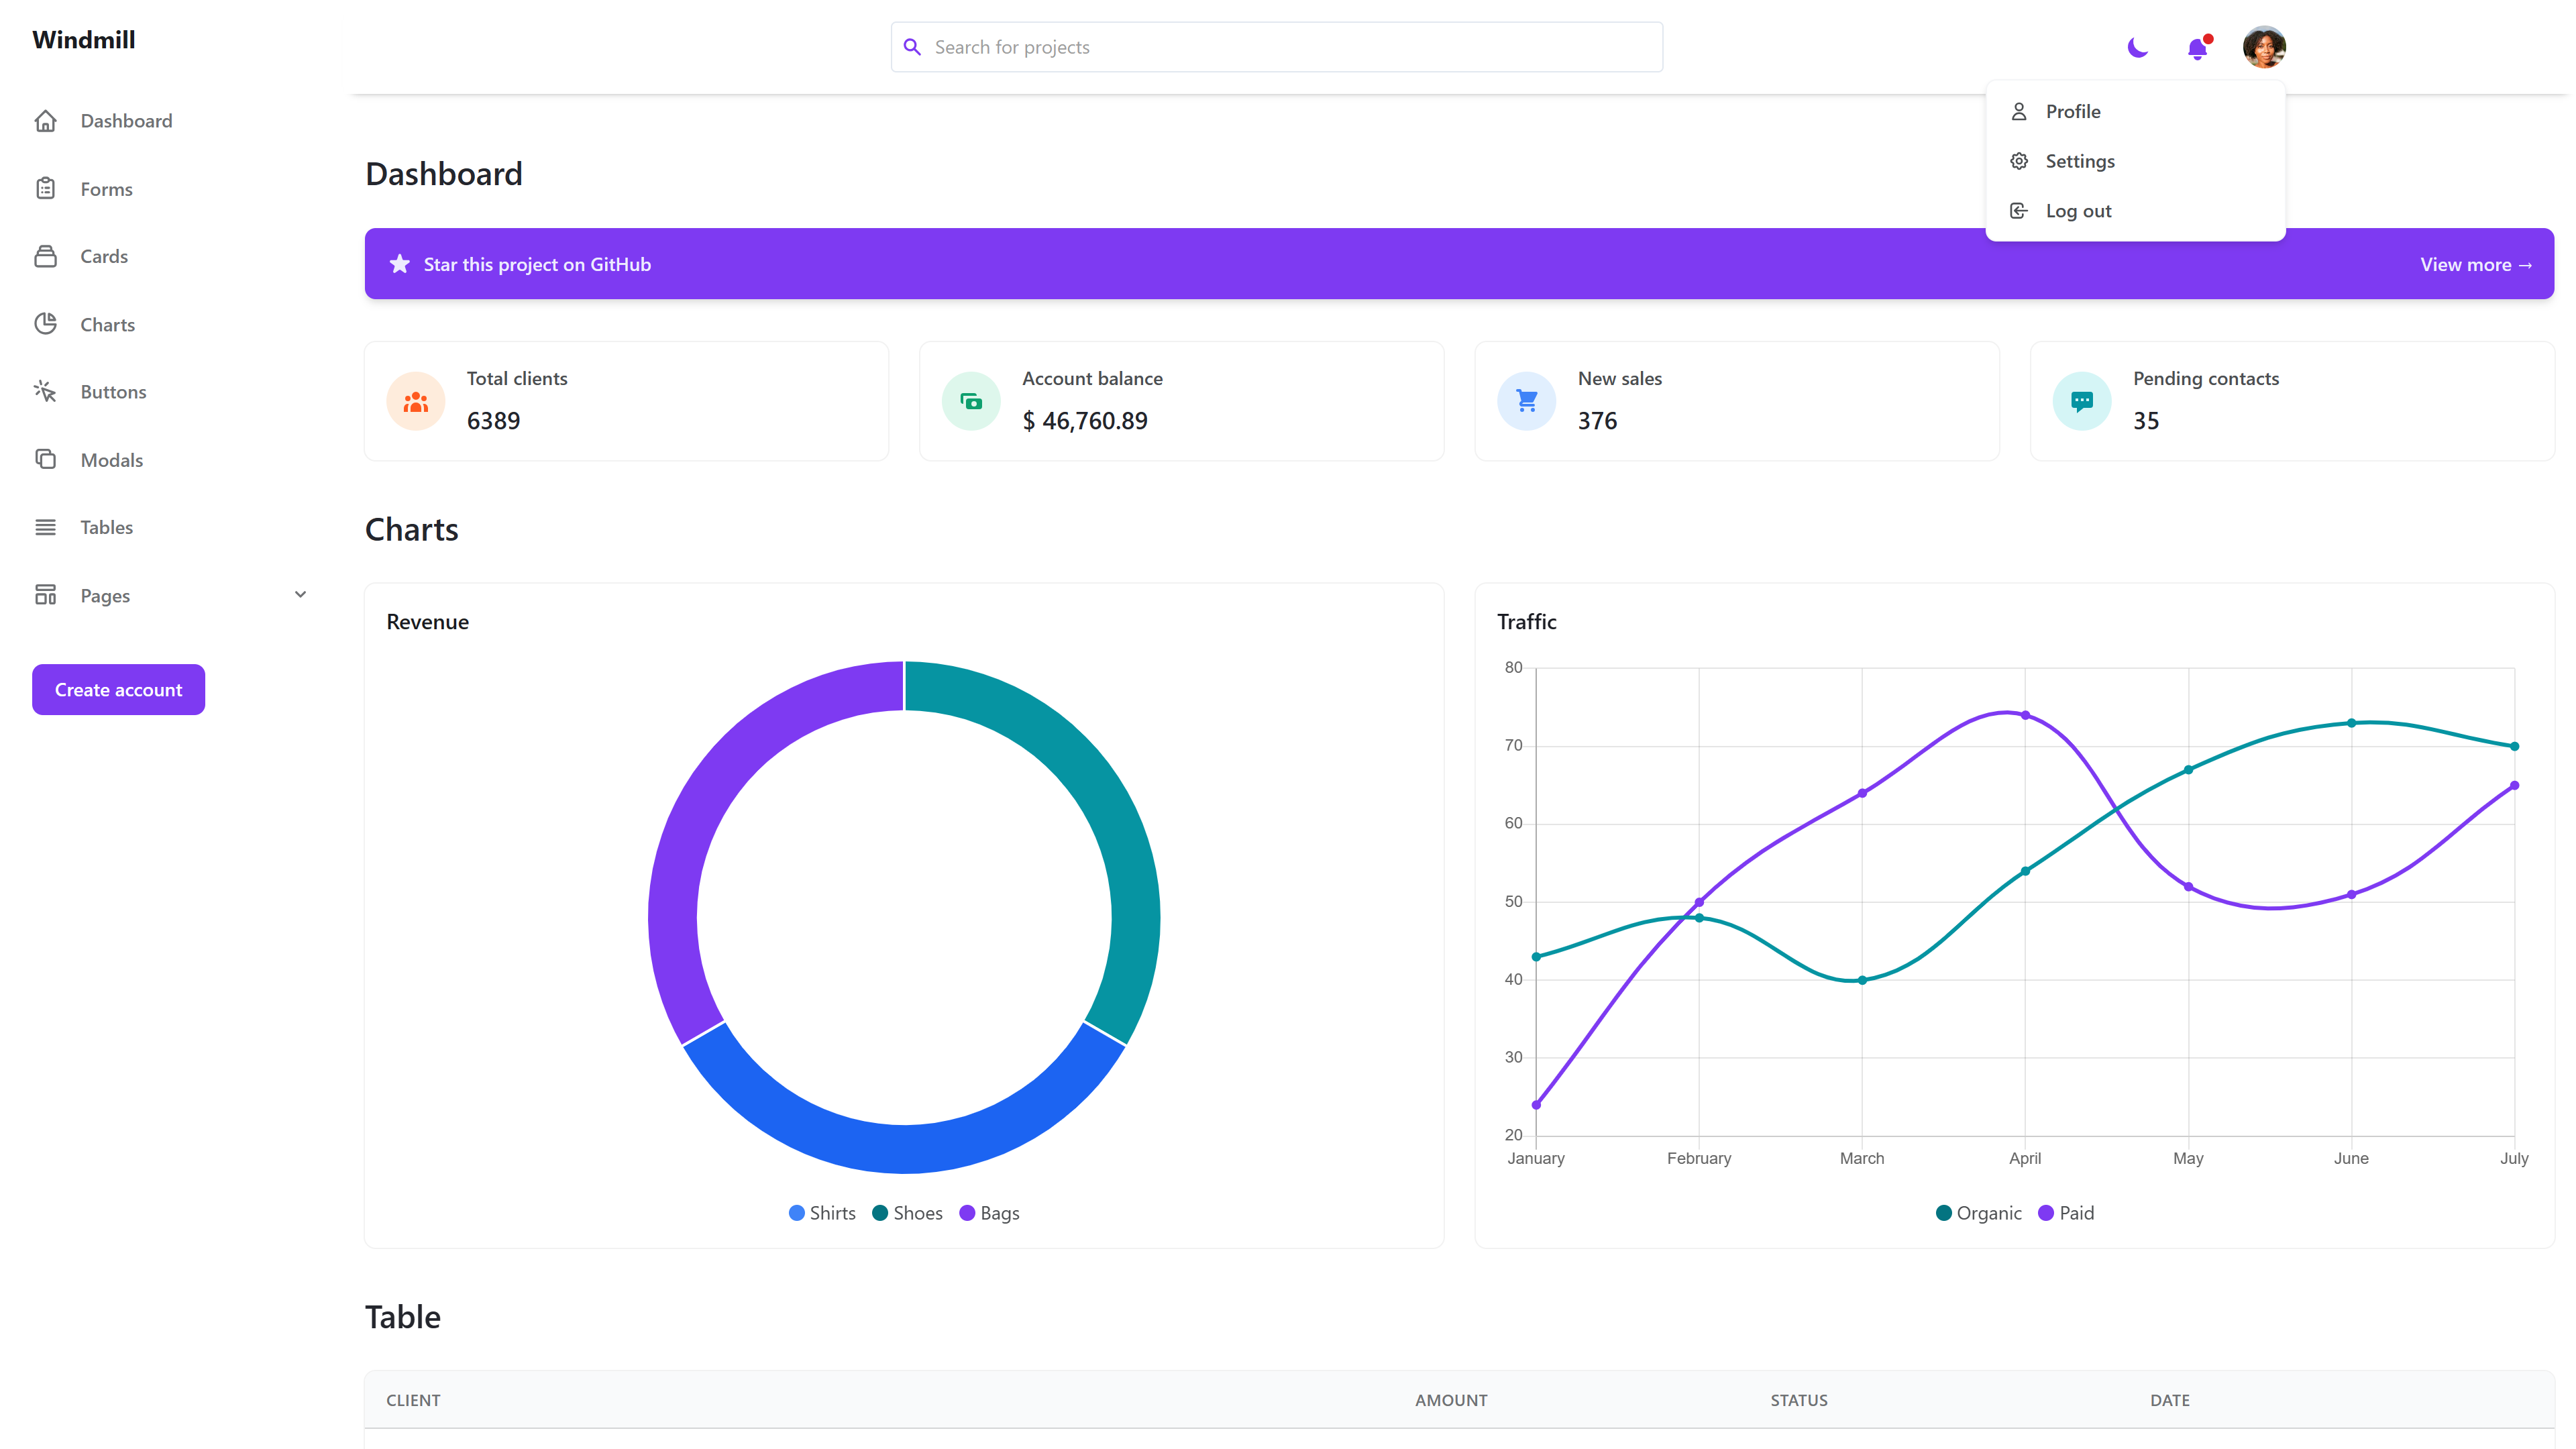 Windmill
Search for projects
Dashboard
Forms
Cards
Charts
Buttons
Modals
Tables
Pages
Create account
Profile
Settings
Log out
Dashboard
Star this project on GitHub
View more →
Total clients
6389
Account balance
$ 46,760.89
New sales
376
Pending contacts
35
Charts
Revenue
Shirts Shoes Bags
Traffic
80
70
60
50
40
30
20
January February March April May June July
Organic Paid
Table
CLIENT AMOUNT STATUS DATE